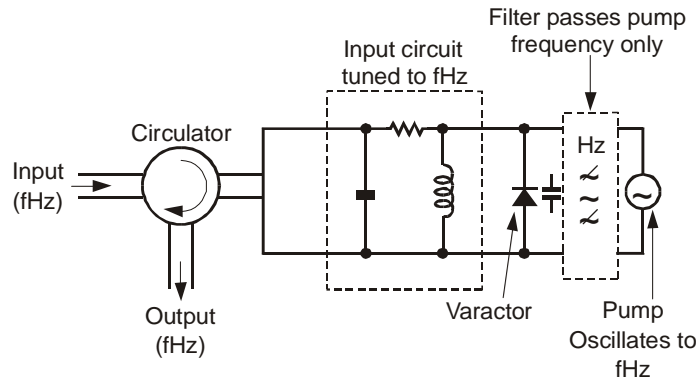 Filter passes pump
frequency only
Input circuit
tuned to fHz
Circulator
Hz
Input
(fHz)
Output
(fHz)
Varactor
Pump
Oscillates to
fHz